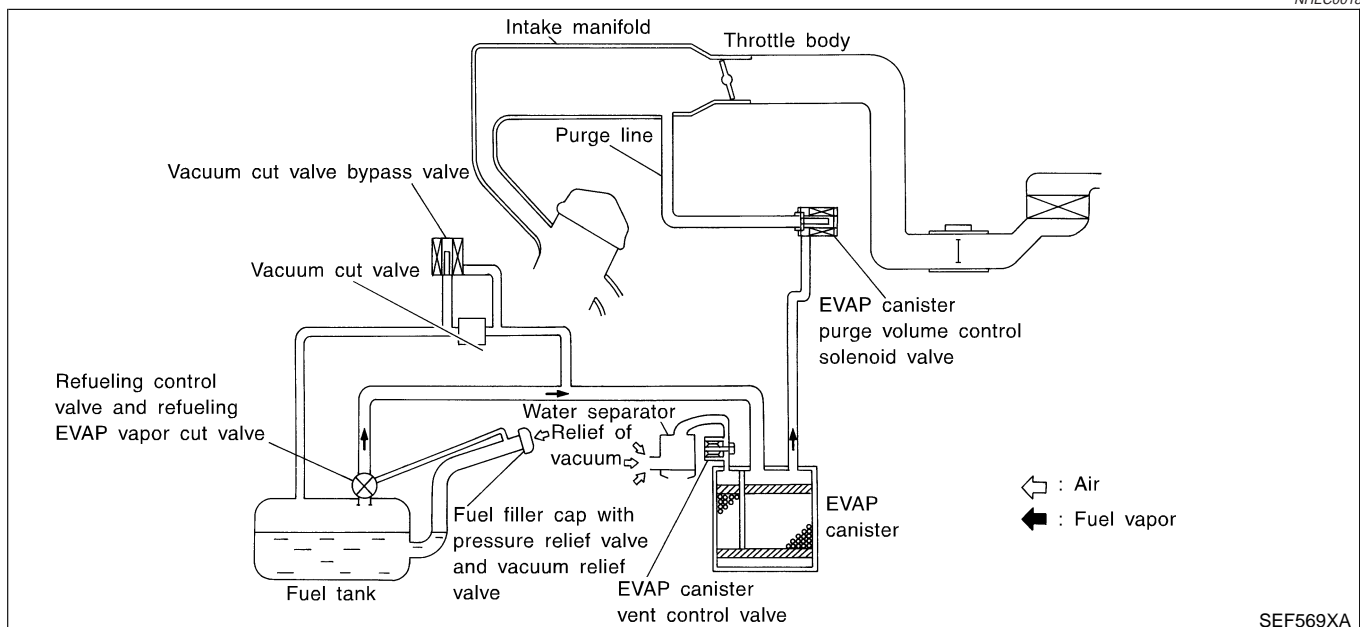 Intake manifold
Throttle body
Purge line
Vacuum cut valve bypass valve
Vacuum cut valve
EVAP canister
purge volume control
solenoid valve
Refueling control
valve and refueling
EVAP vapor cut valve
Water separator
Relief of
vacuum
Fuel filler cap with
pressure relief valve
and vacuum relief
valve
Fuel tank
EVAP canister
vent control valve
EVAP
canister
: Air
: Fuel vapor
SEF569XA